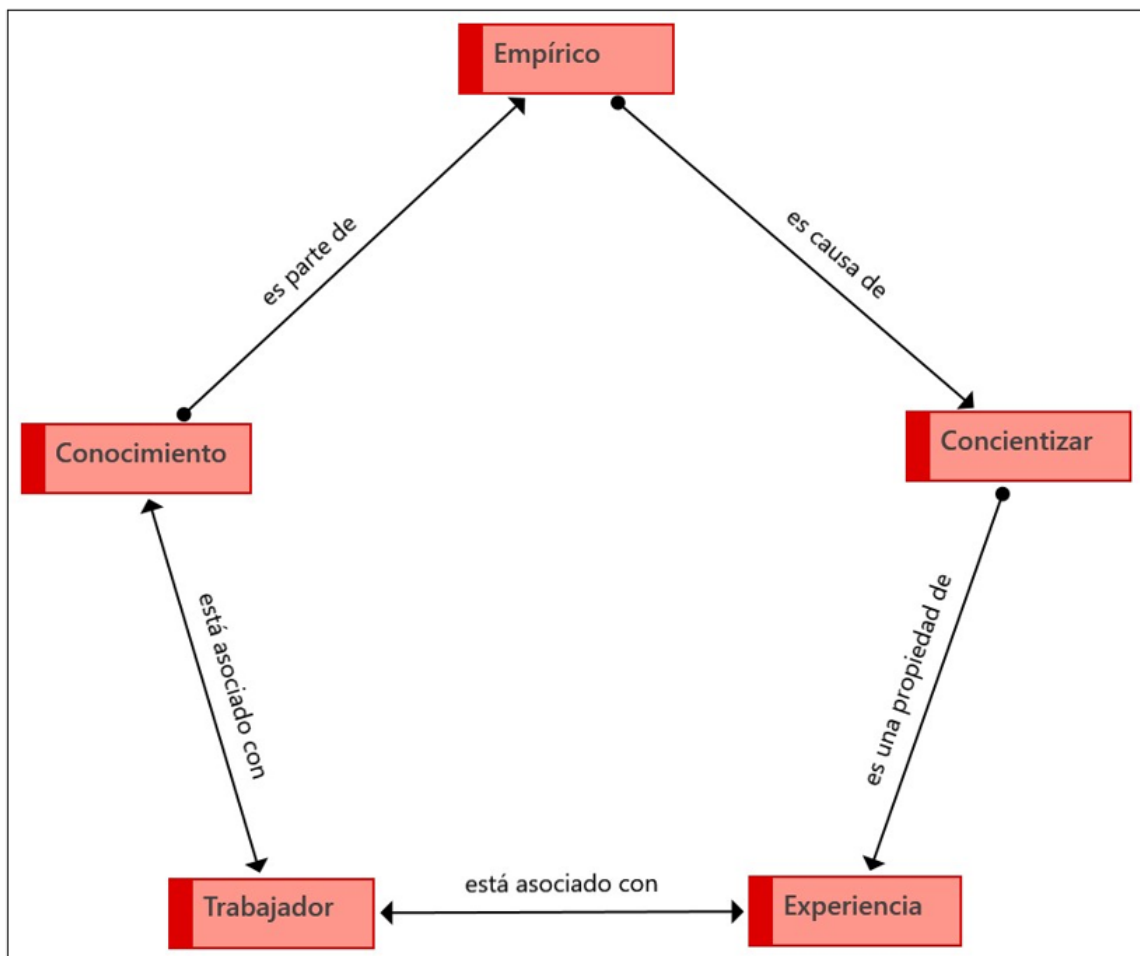 Empírico
es parte de
es causa de
Conocimiento
Concientizar
está asociado con
es una propiedad de
Trabajador
está asociado con
Experiencia